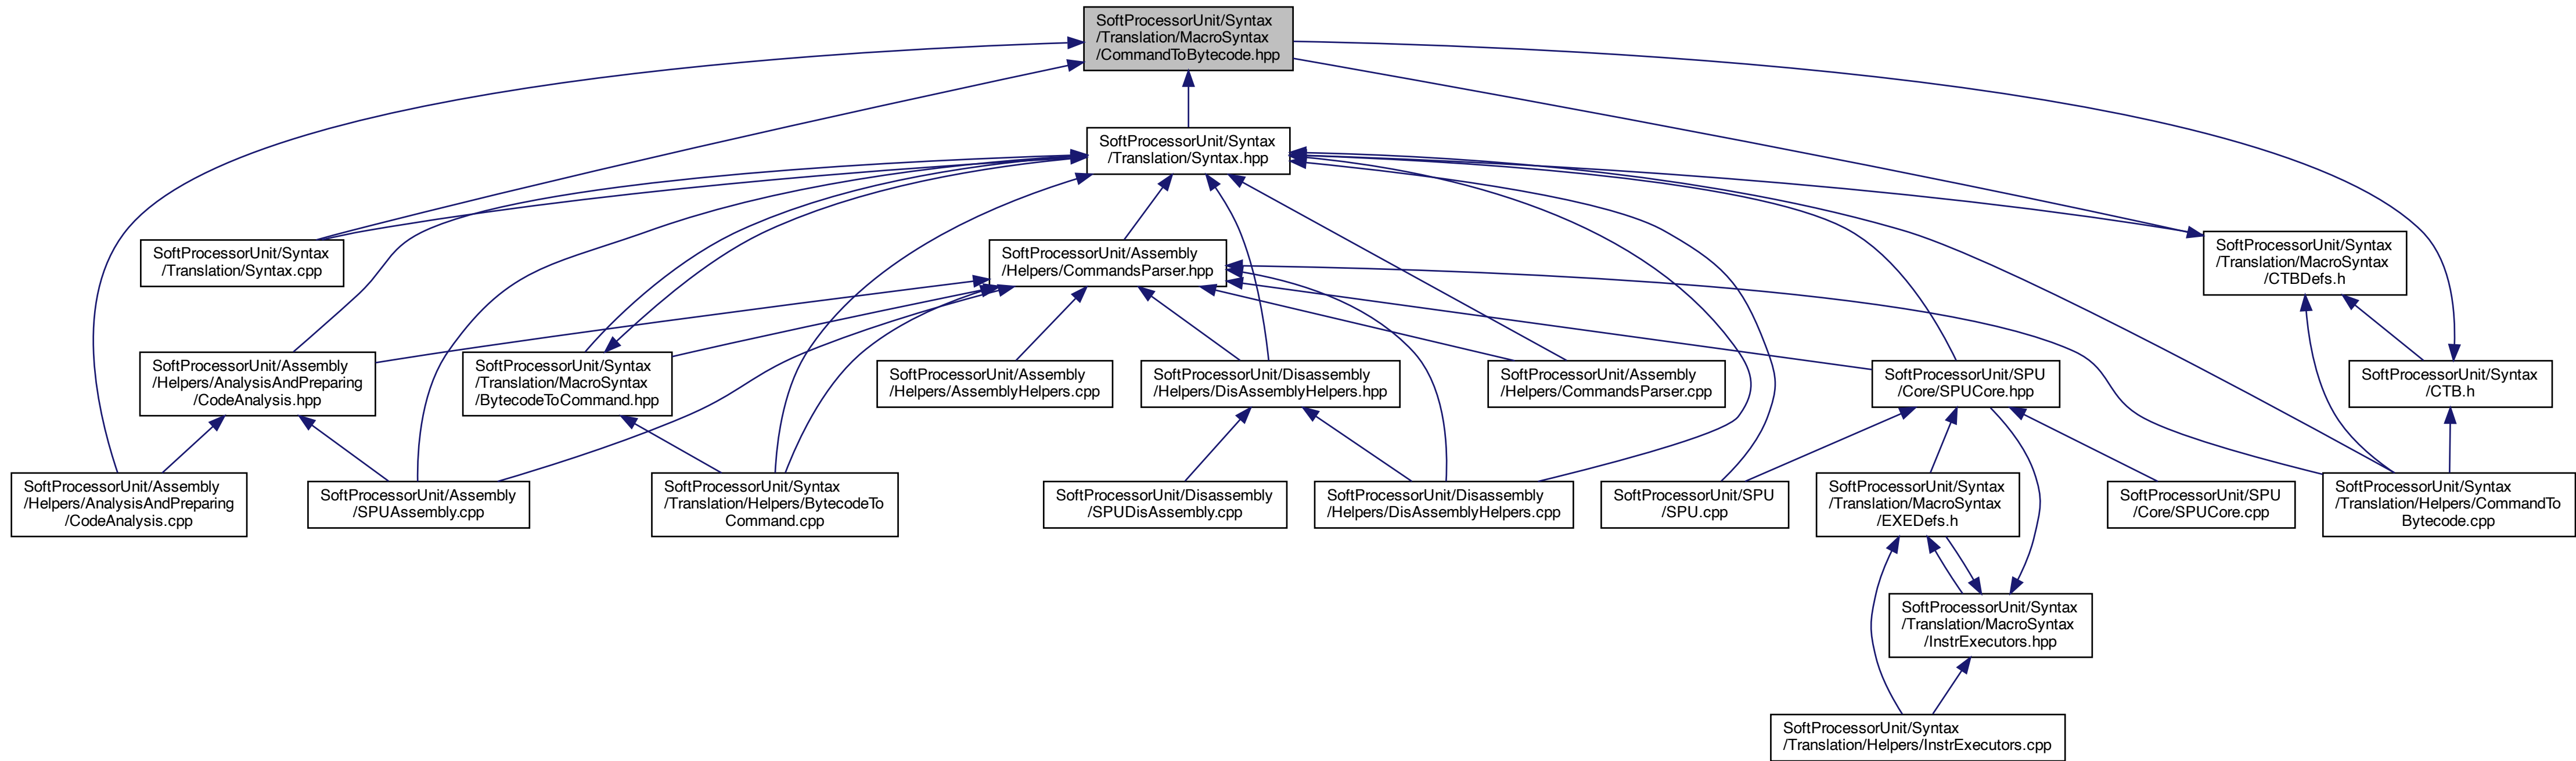 SoftProcessorUnit/Syntax
/Translation/MacroSyntax
/CommandToBytecode.hpp
SoftProcessorUnit/Syntax
/Translation/Syntax.hpp
SoftProcessorUnit/Syntax
/Translation/Syntax.cpp
SoftProcessorUnit/Assembly
/Helpers/CommandsParser.hpp
SoftProcessorUnit/Syntax
/Translation/MacroSyntax
/CTBDefs.h
SoftProcessorUnit/Assembly
/Helpers/AnalysisAndPreparing
/CodeAnalysis.hpp
SoftProcessorUnit/Syntax
/Translation/MacroSyntax
/BytecodeToCommand.hpp
SoftProcessorUnit/Assembly
/Helpers/AssemblyHelpers.cpp
SoftProcessorUnit/Disassembly
/Helpers/DisAssemblyHelpers.hpp
SoftProcessorUnit/Assembly
/Helpers/CommandsParser.cpp
SoftProcessorUnit/SPU
/Core/SPUCore.hpp
SoftProcessorUnit/Syntax
/CTB.h
SoftProcessorUnit/Assembly
/Helpers/AnalysisAndPreparing
/CodeAnalysis.cpp
SoftProcessorUnit/Assembly
/SPUAssembly.cpp
SoftProcessorUnit/Syntax
/Translation/Helpers/BytecodeTo
Command.cpp
SoftProcessorUnit/Disassembly
/SPUDisAssembly.cpp
SoftProcessorUnit/Disassembly
/Helpers/DisAssemblyHelpers.cpp
SoftProcessorUnit/SPU
/SPU.cpp
SoftProcessorUnit/Syntax
/Translation/MacroSyntax
/EXEDefs.h
SoftProcessorUnit/SPU
/Core/SPUCore.cpp
SoftProcessorUnit/Syntax
/Translation/Helpers/CommandTo
Bytecode.cpp
SoftProcessorUnit/Syntax
/Translation/MacroSyntax
/InstrExecutors.hpp
SoftProcessorUnit/Syntax
/Translation/Helpers/InstrExecutors.cpp